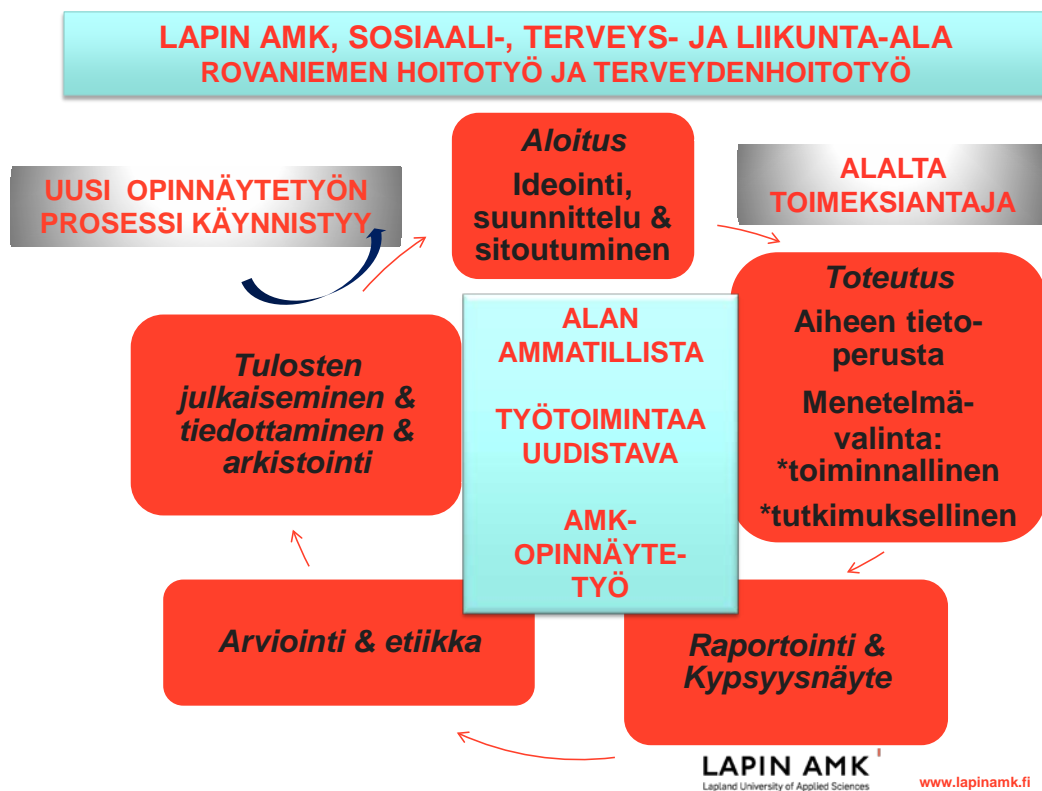 LAPIN AMK, SOSIAALI-, TERVEYS- JA LIIKUNTA-ALA
ROVANIEMEN HOITOTYÖ JA TERVEYDENHOITOTYÖ
UUSI OPINNÄYTETYÖN
PROSESSI KÄYNNISTYY
Aloitus
Ideointi,
suunnittelu &
sitoutuminen
ALALTA
TOIMEKSIANTAJA
Toteutus
Aiheen tieto-
perusta
Menetelmä-
valinta:
*toiminnallinen
*tutkimuksellinen
Raportointi &
Kypsyysnäyte
Arviointi & etiikka
Tulosten
julkaiseminen &
tiedottaminen &
arkistointi
ALAN
AMMATILLISTA
TYÖTOIMINTAA
UUDISTAVA
AMK-
OPINNÄYTE-
TYÖ
LAPIN AMK
Lapland University of Applied Sciences
www.lapinamk.fi